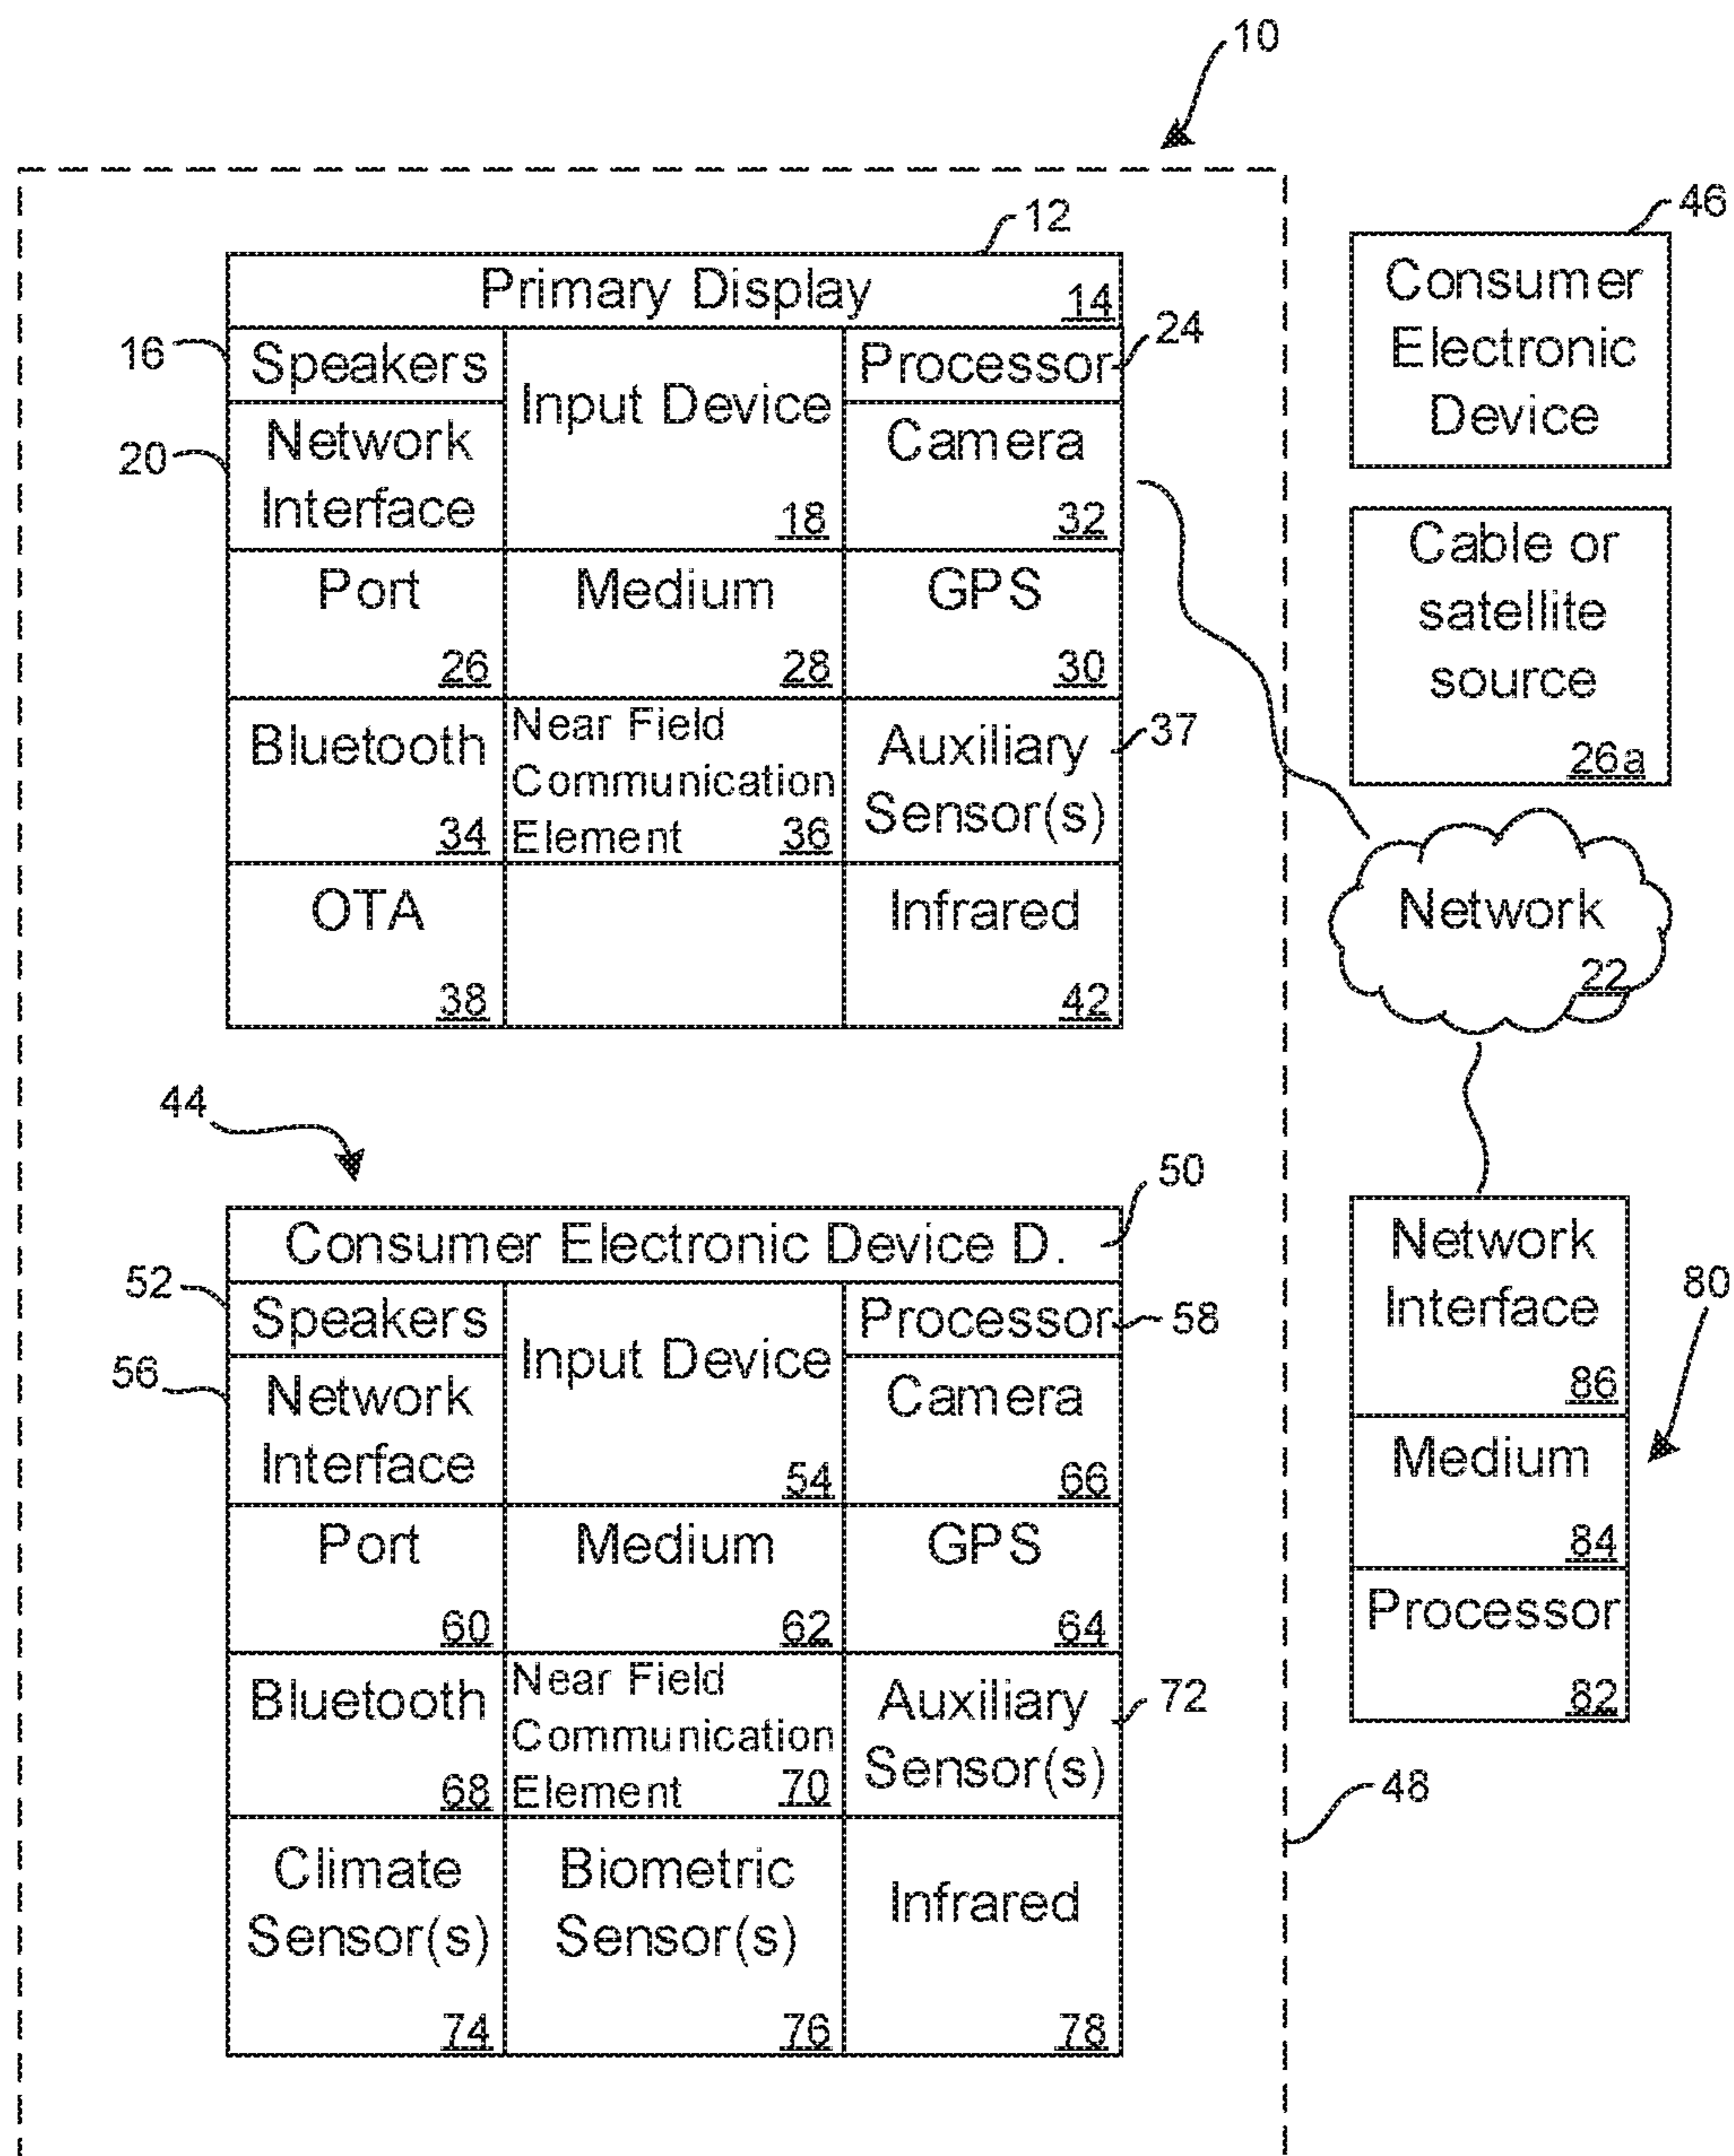 10
46
12
Primary Display 14
16 Speakers
Input Device 18
Processor 24
20 Network
Interface
Camera
32
Port
26
Medium
28
GPS
30
Bluetooth
34
Near Field
Communication
Element 36
Auxiliary
Sensor(s)
37
OTA
38
Infrared
42
Consumer
Electronic
Device
Cable or
satellite
source
26a
Network
22
44
50
Consumer Electronic Device D.
52 Speakers
Input Device
54
Processor 58
56 Network
Interface
Camera
66
Port
60
Medium
62
GPS
64
Bluetooth
68
Near Field
Communication
Element 70
Auxiliary
Sensor(s)
72
Climate
Sensor(s)
74
Biometric
Sensor(s)
76
Infrared
78
Network
Interface
86
80
Medium
84
Processor
82
48